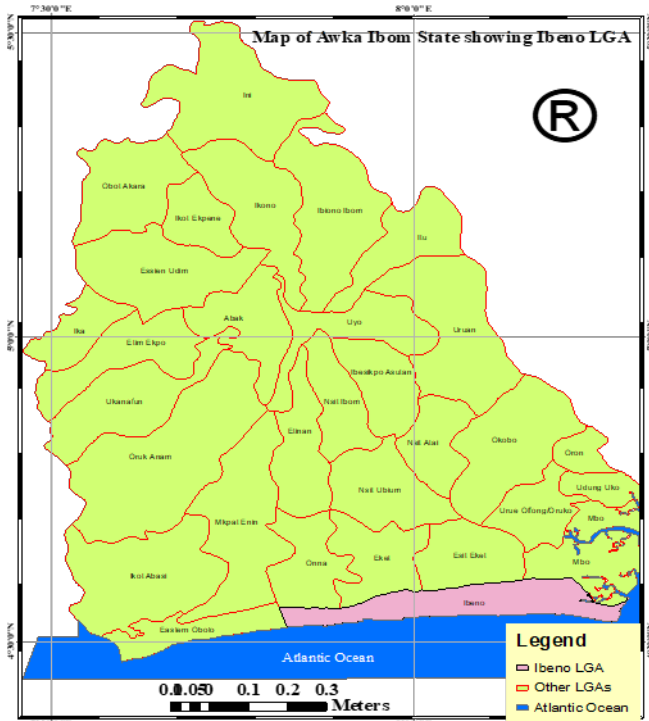 7°30'0"E
8°0'0"E
Map of Awka Ibom State showing Ibeno LGA
®
Ini
Obot Akara
Ikot Ekpene
Ikono
Ibiono Ibom
Itu
Essien Udim
Abak
Uyo
Uruan
Ika
Etim Ekpo
Ibesikpo Asutan
Ukanafun
Nsit Ibom
Etinan
Nsit Atai
Okobo
Oron
Oruk Anam
Udung Uko
Nsit Ubium
Urue Offong/Oruko
Mbo
Mkpat Enin
Onna
Eket
Esit Eket
Mbo
Ikot Abasi
Ibeno
Eastern Obolo
Atlantic Ocean
0.1 0.2 0.3
Meters
Legend
Ibeno LGA
Other LGAs
Atlantic Ocean